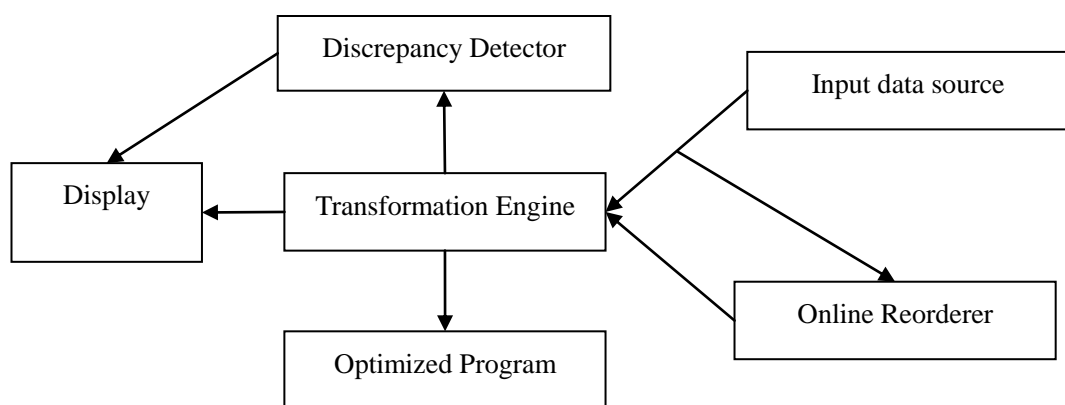 Discrepancy Detector
Input data source
Display
Transformation Engine
Online Reorderer
Optimized Program